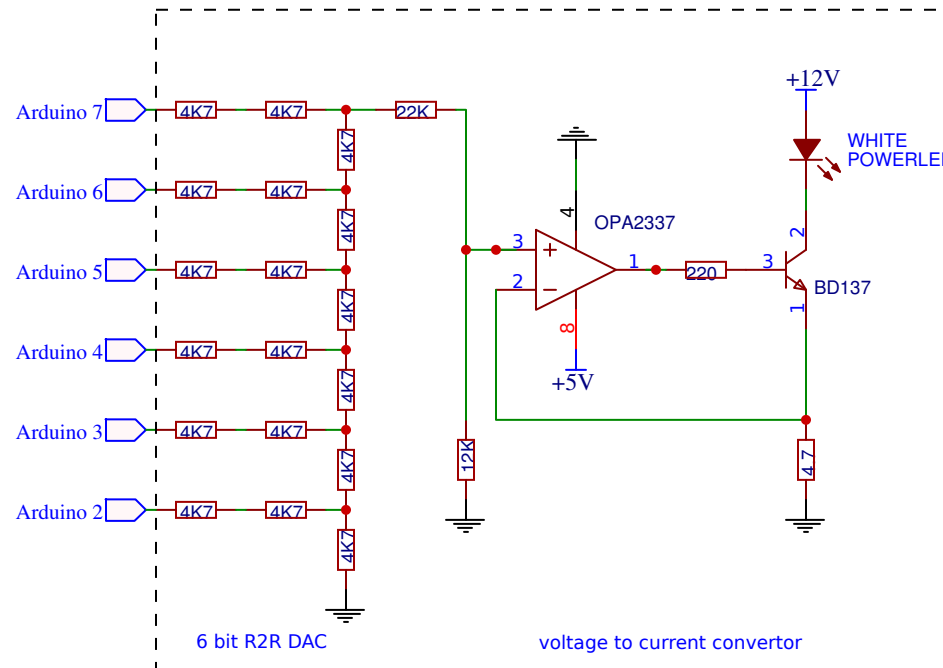 +12V
Arduino 7
4K7
4K7
22K
4K7
WHITE
POWERLE
Arduino 6
4K7
4K7
4
OPA2337
4K7
2
3
+
1
Arduino 5
4K7
4K7
2
−
220
3
BD137
4K7
1
8
Arduino 4
4K7
4K7
+5V
4K7
Arduino 3
4K7
4K7
4K7
12K
4.7
Arduino 2
4K7
4K7
4K7
6 bit R2R DAC
voltage to current convertor